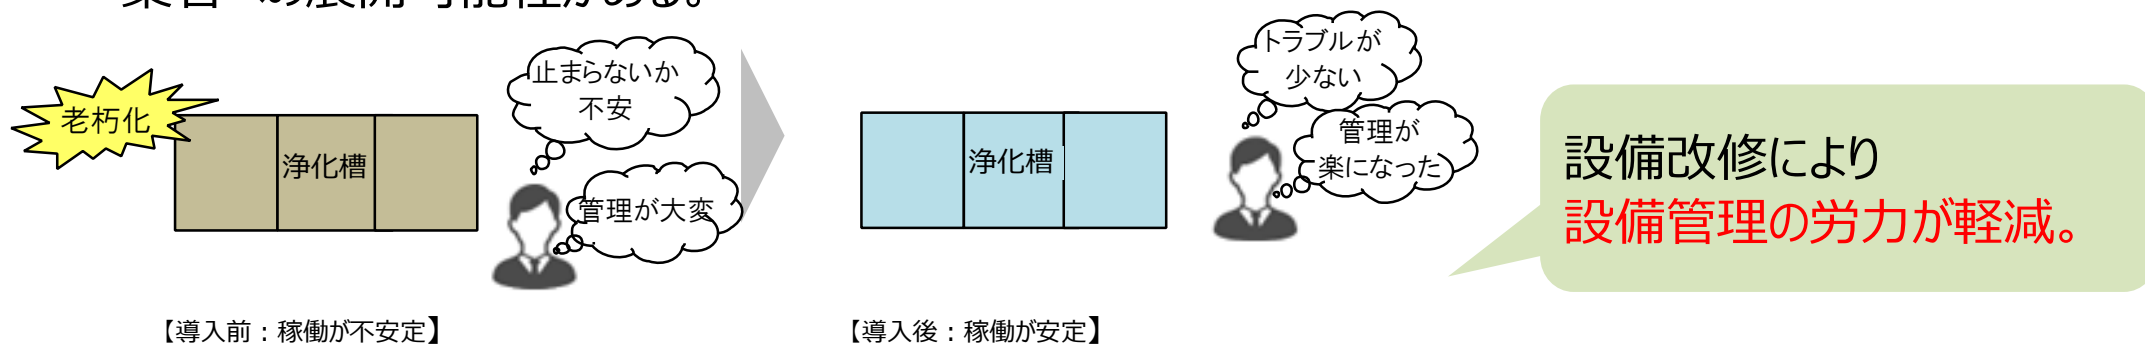 老朽化
浄化槽
止まらないか
不安
管理が大変
【導入前：稼働が不安定】
浄化槽
トラブルが
少ない
管理が
楽になった
【導入後：稼働が安定】
設備改修により
設備管理の労力が軽減。